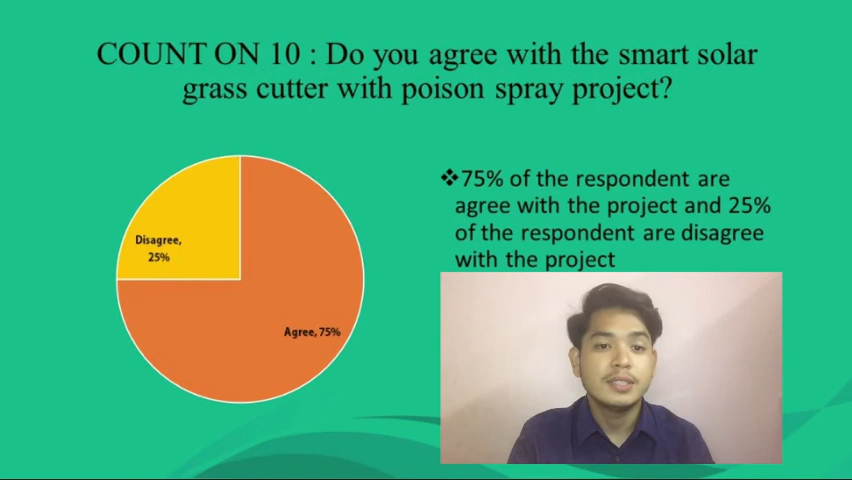 COUNT ON 10 : Do you agree with the smart solar
grass cutter with poison spray project?
Disagree,
25%
Agree, 75%
❖75% of the respondent are
agree with the project and 25%
of the respondent are disagree
with the project